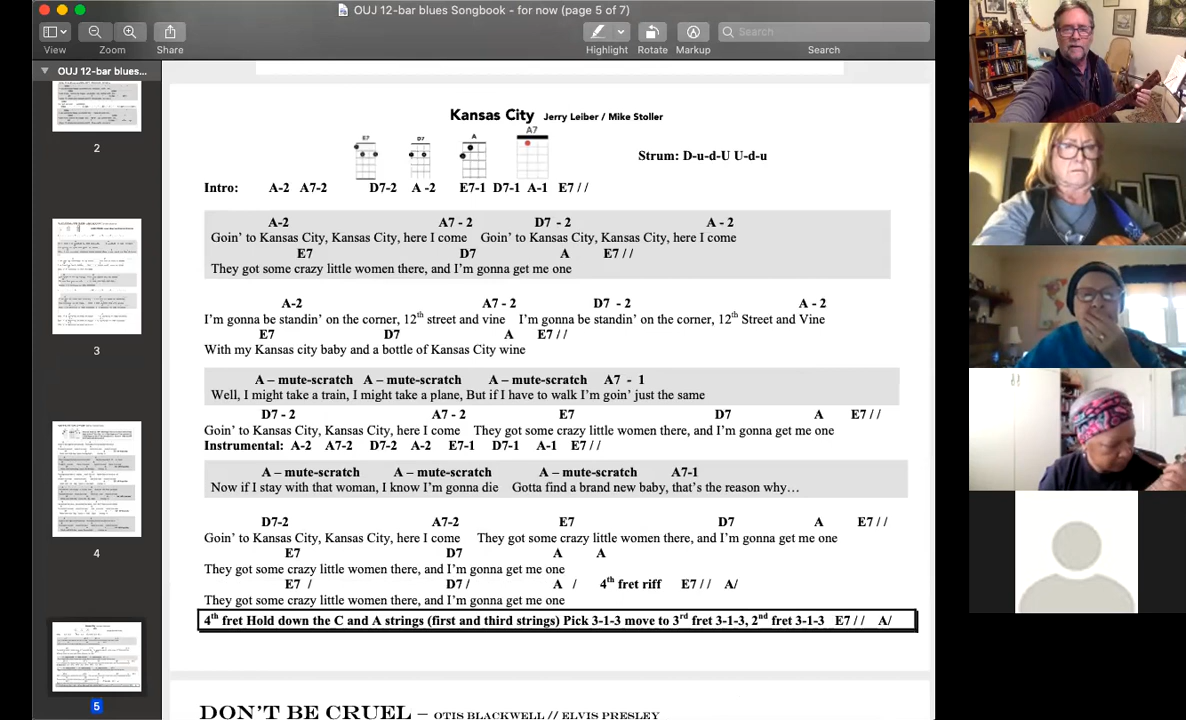 OUJ 12-bar blues Songbook - for now (page 5 of 7)
View Zoom Share Highlight Rotate Markup Search
Search
OUJ 12-bar blues...
2
3
4
5
Kansas City Jerry Leiber / Mike Stoller
E7 D7 A A7
Strum: D-u-d-U U-d-u
Intro: A-2 A7-2 D7-2 A -2 E7-1 D7-1 A-1 E7 / /
A-2 A7 - 2 D7 - 2 A - 2
Goin’ to Kansas City, Kansas City, here I come Goin’ to Kansas City, Kansas City, here I come
E7 D7 A E7 / /
They got some crazy little women there, and I’m gonna get me one
A-2 A7 - 2 D7 - 2 A - 2
I’m gonna be standin’ on the corner, 12th street and vine I’m gonna be standin’ on the corner, 12th Street and Vine
E7 D7 A E7 / /
With my Kansas city baby and a bottle of Kansas City wine
A – mute-scratch A – mute-scratch A – mute-scratch A7 - 1
Well, I might take a train, I might take a plane, But if I have to walk I’m goin’ just the same
D7 - 2 A7 - 2 E7 D7 A E7 / /
Goin’ to Kansas City, Kansas City, here I come They got some crazy little women there, and I’m gonna get me one
Instrumental: A-2 A7-2 D7-2 A-2 E7-1 D7-1 A-1 E7 / /
A – mute-scratch A – mute-scratch A – mute-scratch A7-1
Now if I stay with that woman, I know I’m gonna die Gotta find a brand new baby, that’s the reason why…
D7-2 A7-2 E7 D7 A E7 / /
Goin’ to Kansas City, Kansas City, here I come They got some crazy little women there, and I’m gonna get me one
E7 D7 A A
They got some crazy little women there, and I’m gonna get me one
E7 / D7 / A / 4th fret riff E7 / / A/
They got some crazy little women there, and I’m gonna get me one
4th fret Hold down the C and A strings (first and third strings) Pick 3-1-3 move to 3rd fret 3-1-3, 2nd fret 3-1-3 E7 / / A/
DON’T BE CRUEL – OTIS BLACKWELL // ELVIS PRESLEY